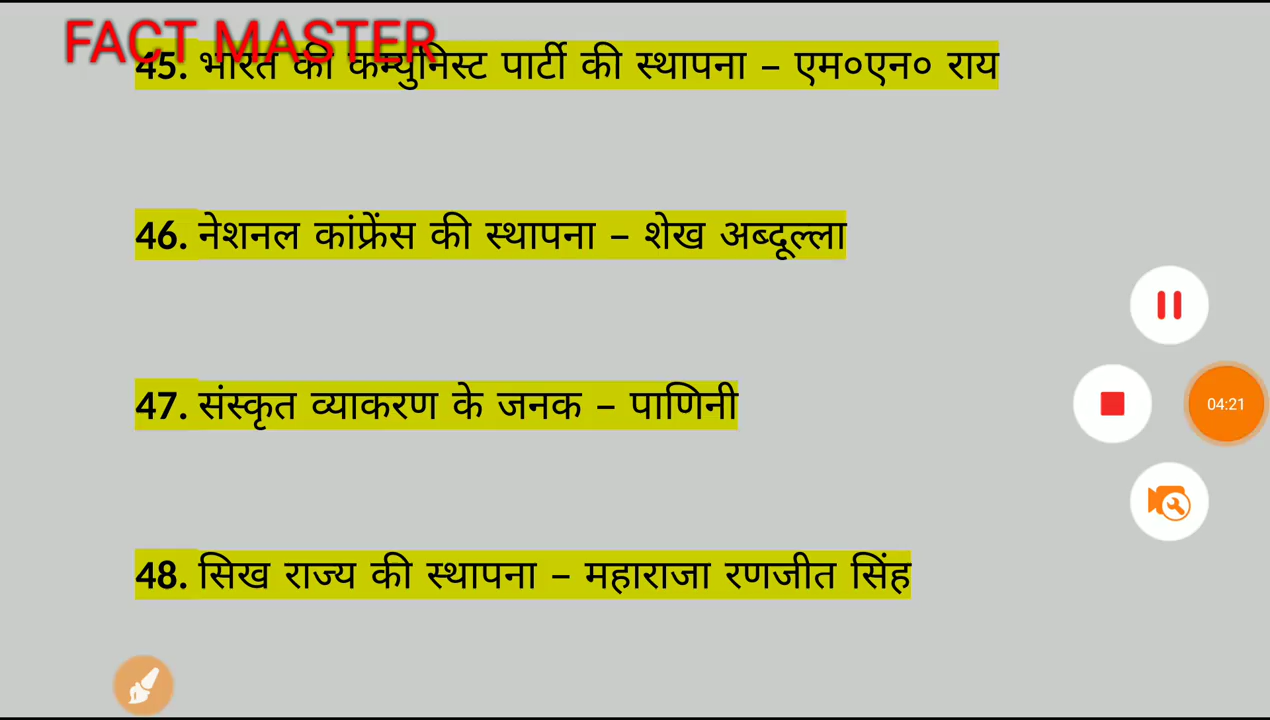 FACT MASTER
45. भारत की कम्युनिस्ट पार्टी की स्थापना – एम०एन० राय
46. नेशनल कांफ्रेंस की स्थापना – शेख अब्दूल्ला
47. संस्कृत व्याकरण के जनक – पाणिनी
04:21
48. सिख राज्य की स्थापना – महाराजा रणजीत सिंह